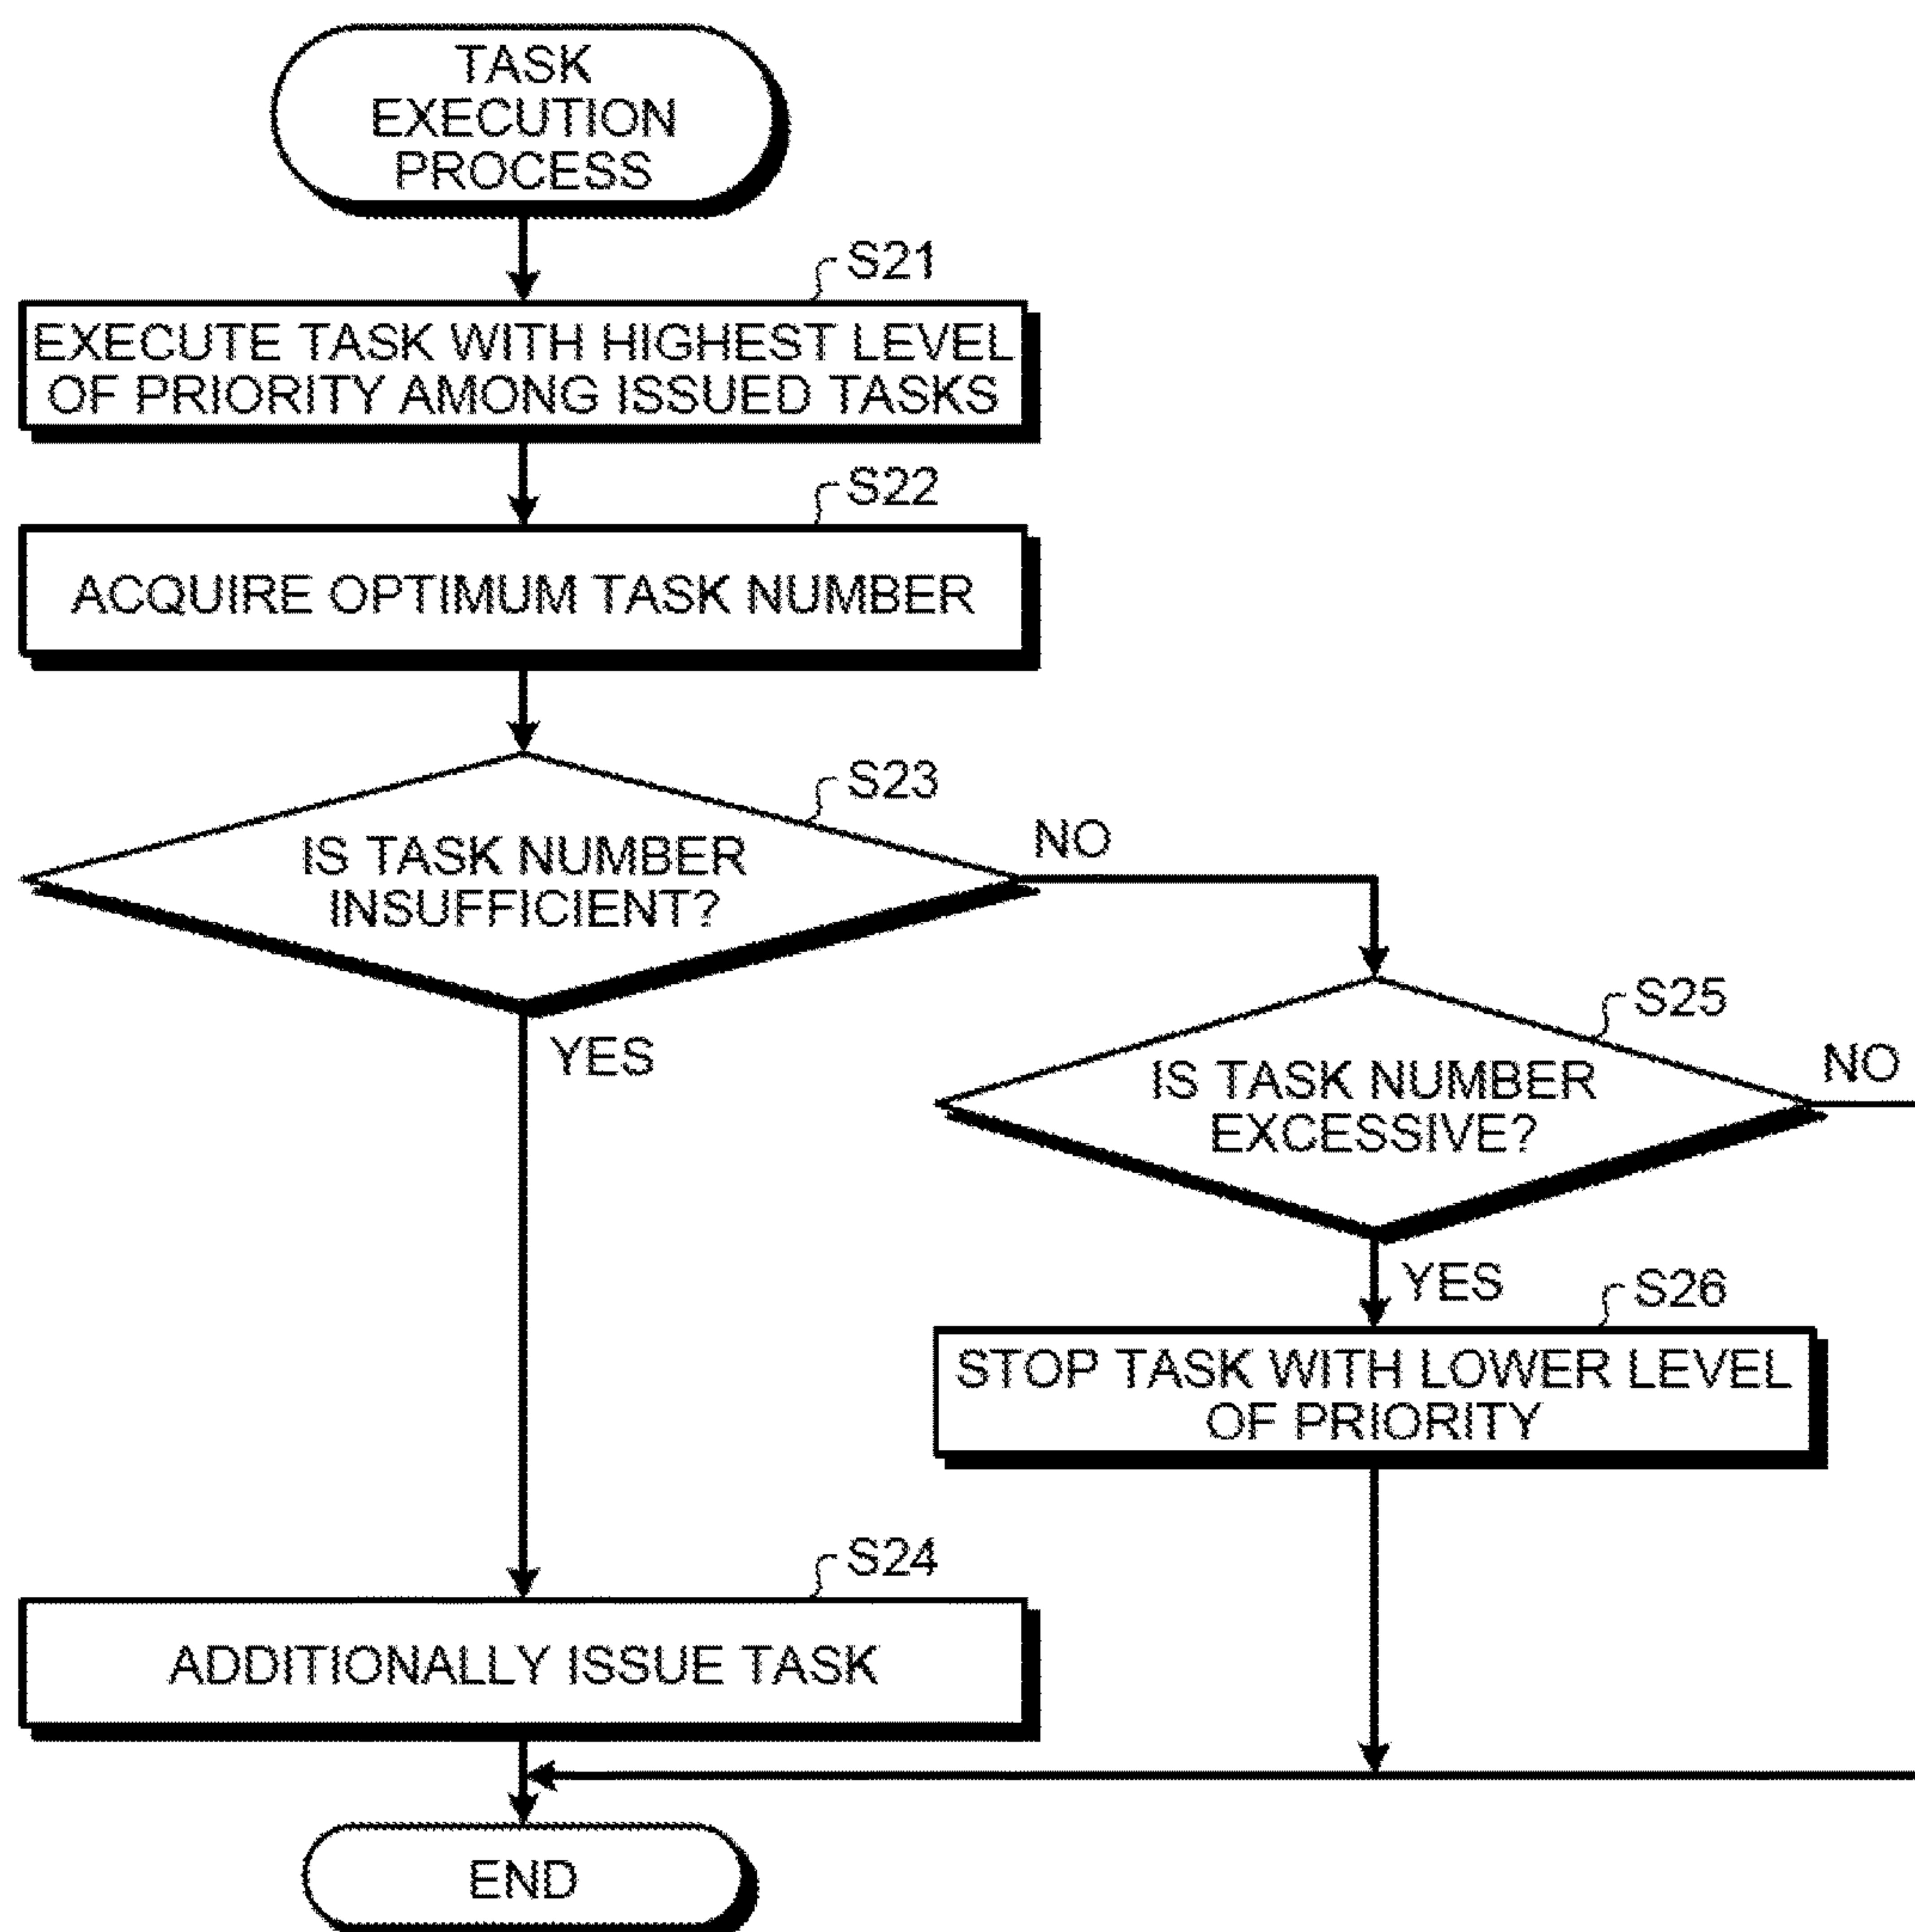 TASK
EXECUTION
PROCESS
S21
EXECUTE TASK WITH HIGHEST LEVEL
OF PRIORITY AMONG ISSUED TASKS
S22
ACQUIRE OPTIMUM TASK NUMBER
S23
IS TASK NUMBER
INSUFFICIENT?
NO
YES
S25
IS TASK NUMBER
EXCESSIVE?
NO
YES
S26
STOP TASK WITH LOWER LEVEL
OF PRIORITY
S24
ADDITIONALLY ISSUE TASK
END